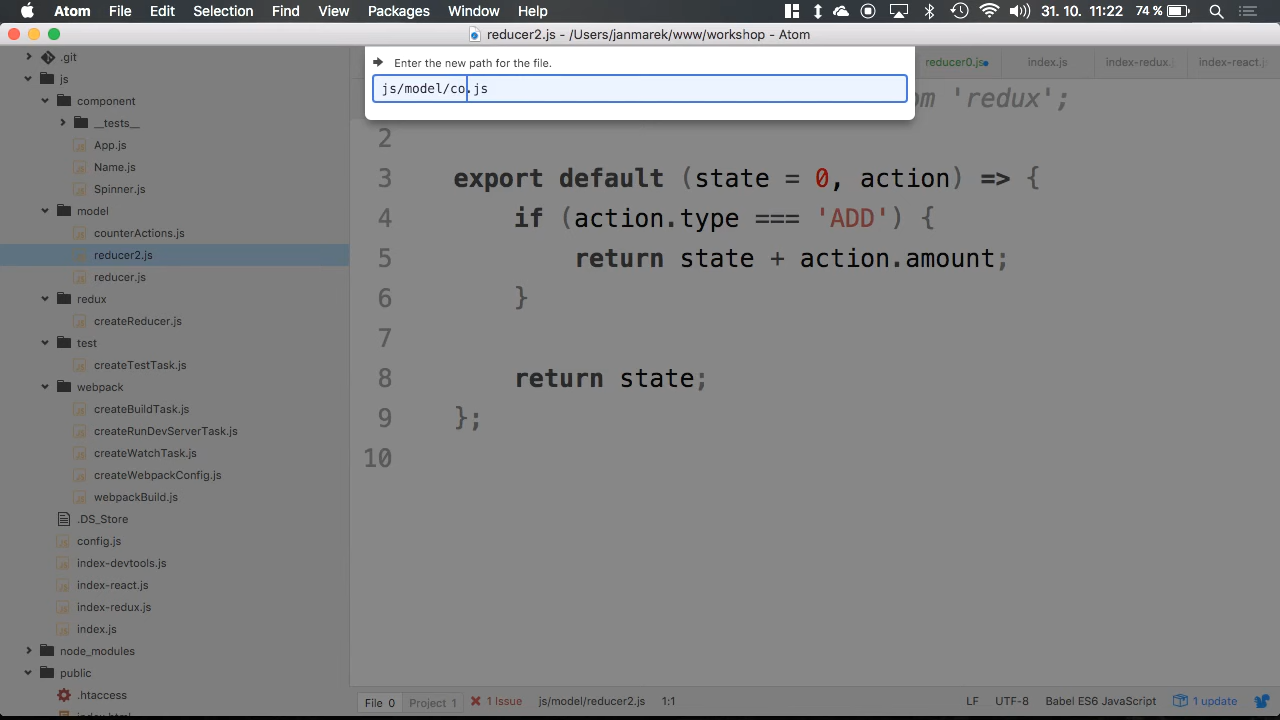 Atom File Edit Selection Find View Packages Window Help 31. 10. 11:22 74 %
reducer2.js - /Users/janmarek/www/workshop - Atom
Enter the new path for the file.
js/model/co.js
reducer0.js index.js index-redux.j index-react.j
.git
js
component
__tests__
App.js
Name.js
Spinner.js
model
counterActions.js
reducer2.js
reducer.js
redux
createReducer.js
test
createTestTask.js
webpack
createBuildTask.js
createRunDevServerTask.js
createWatchTask.js
createWebpackConfig.js
webpackBuild.js
.DS_Store
config.js
index-devtools.js
index-react.js
index-redux.js
index.js
node_modules
public
.htaccess
index.html
om 'redux';
2
3 export default (state = 0, action) => {
4 if (action.type === 'ADD') {
5 return state + action.amount;
6 }
7
8 return state;
9 };
10
File 0 Project 1 1 Issue js/model/reducer2.js 1:1 LF UTF-8 Babel ES6 JavaScript 1 update